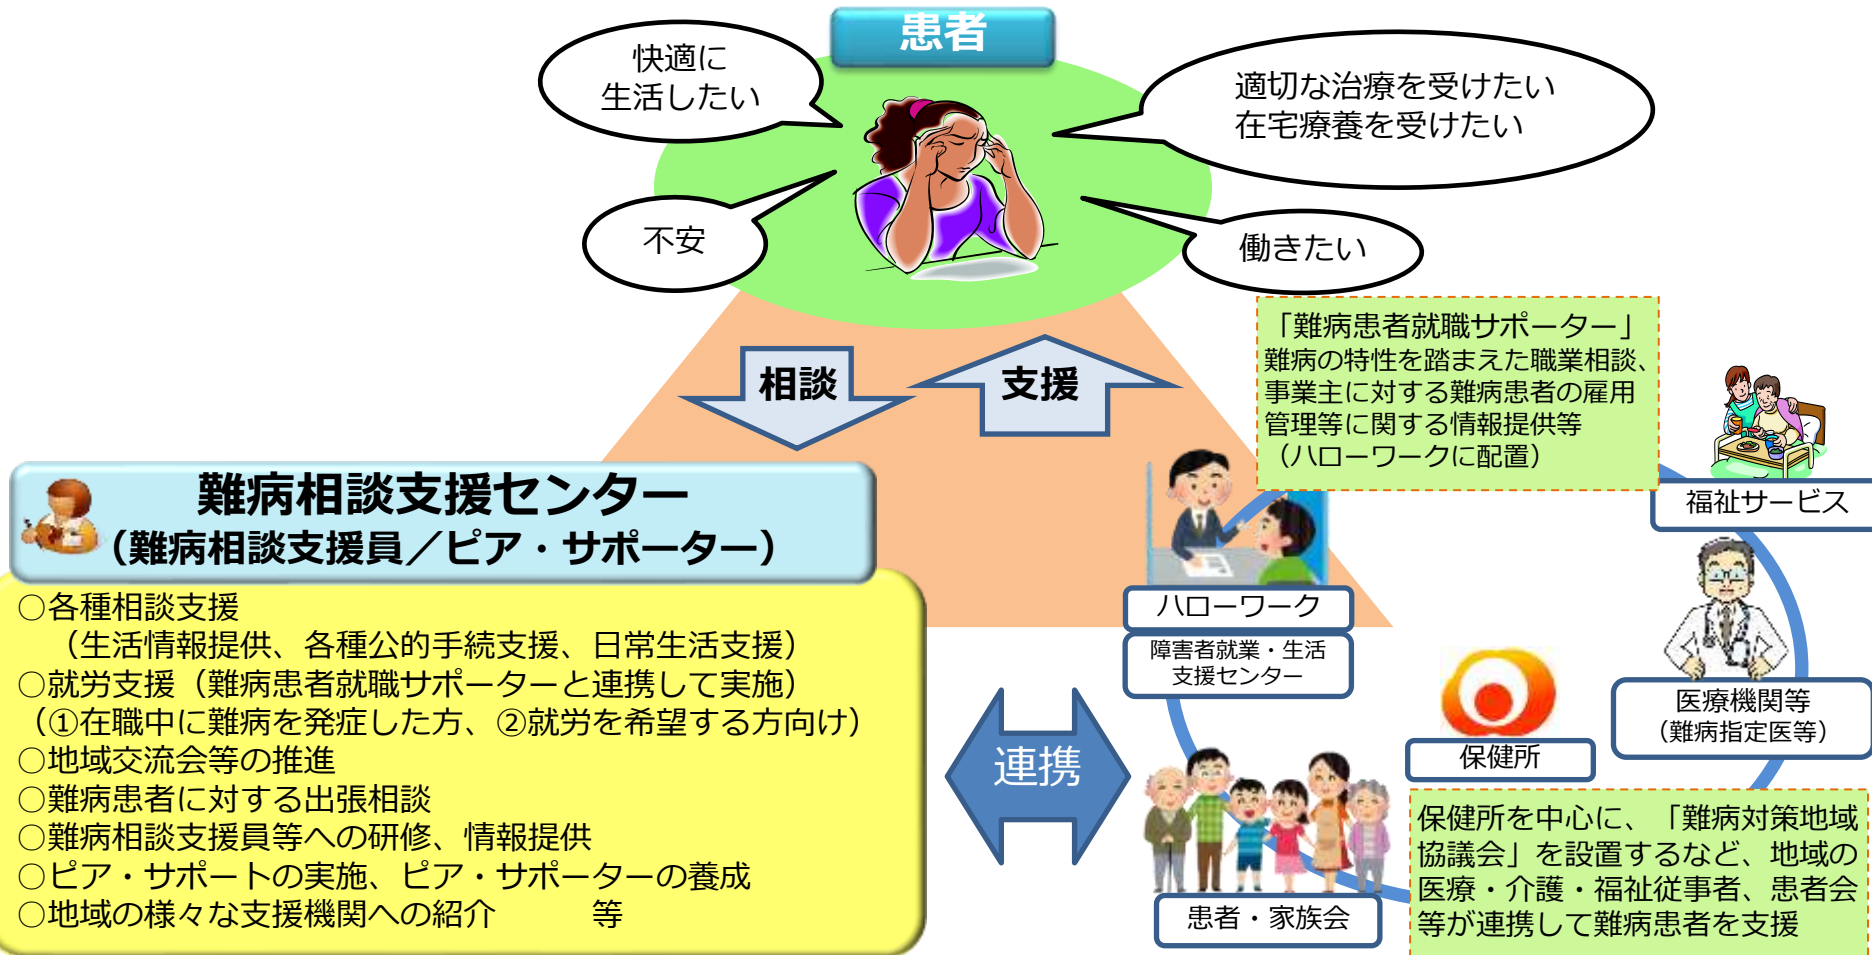 患者
快適に
生活したい
適切な治療を受けたい
在宅療養を受けたい
不安
働きたい
相談
支援
「難病患者就職サポーター」
難病の特性を踏まえた職業相談、
事業主に対する難病患者の雇用
管理等に関する情報提供等
（ハローワークに配置）
福祉サービス
難病相談支援センター
（難病相談支援員／ピア・サポーター）
○各種相談支援
（生活情報提供、各種公的手続支援、日常生活支援）
○就労支援（難病患者就職サポーターと連携して実施）
（①在職中に難病を発症した方、②就労を希望する方向け）
○地域交流会等の推進
○難病患者に対する出張相談
○難病相談支援員等への研修、情報提供
○ピア・サポートの実施、ピア・サポーターの養成
○地域の様々な支援機関への紹介　　　等
連携
ハローワーク
障害者就業・生活
支援センター
医療機関等
（難病指定医等）
保健所
患者・家族会
保健所を中心に、「難病対策地域
協議会」を設置するなど、地域の
医療・介護・福祉従事者、患者会
等が連携して難病患者を支援